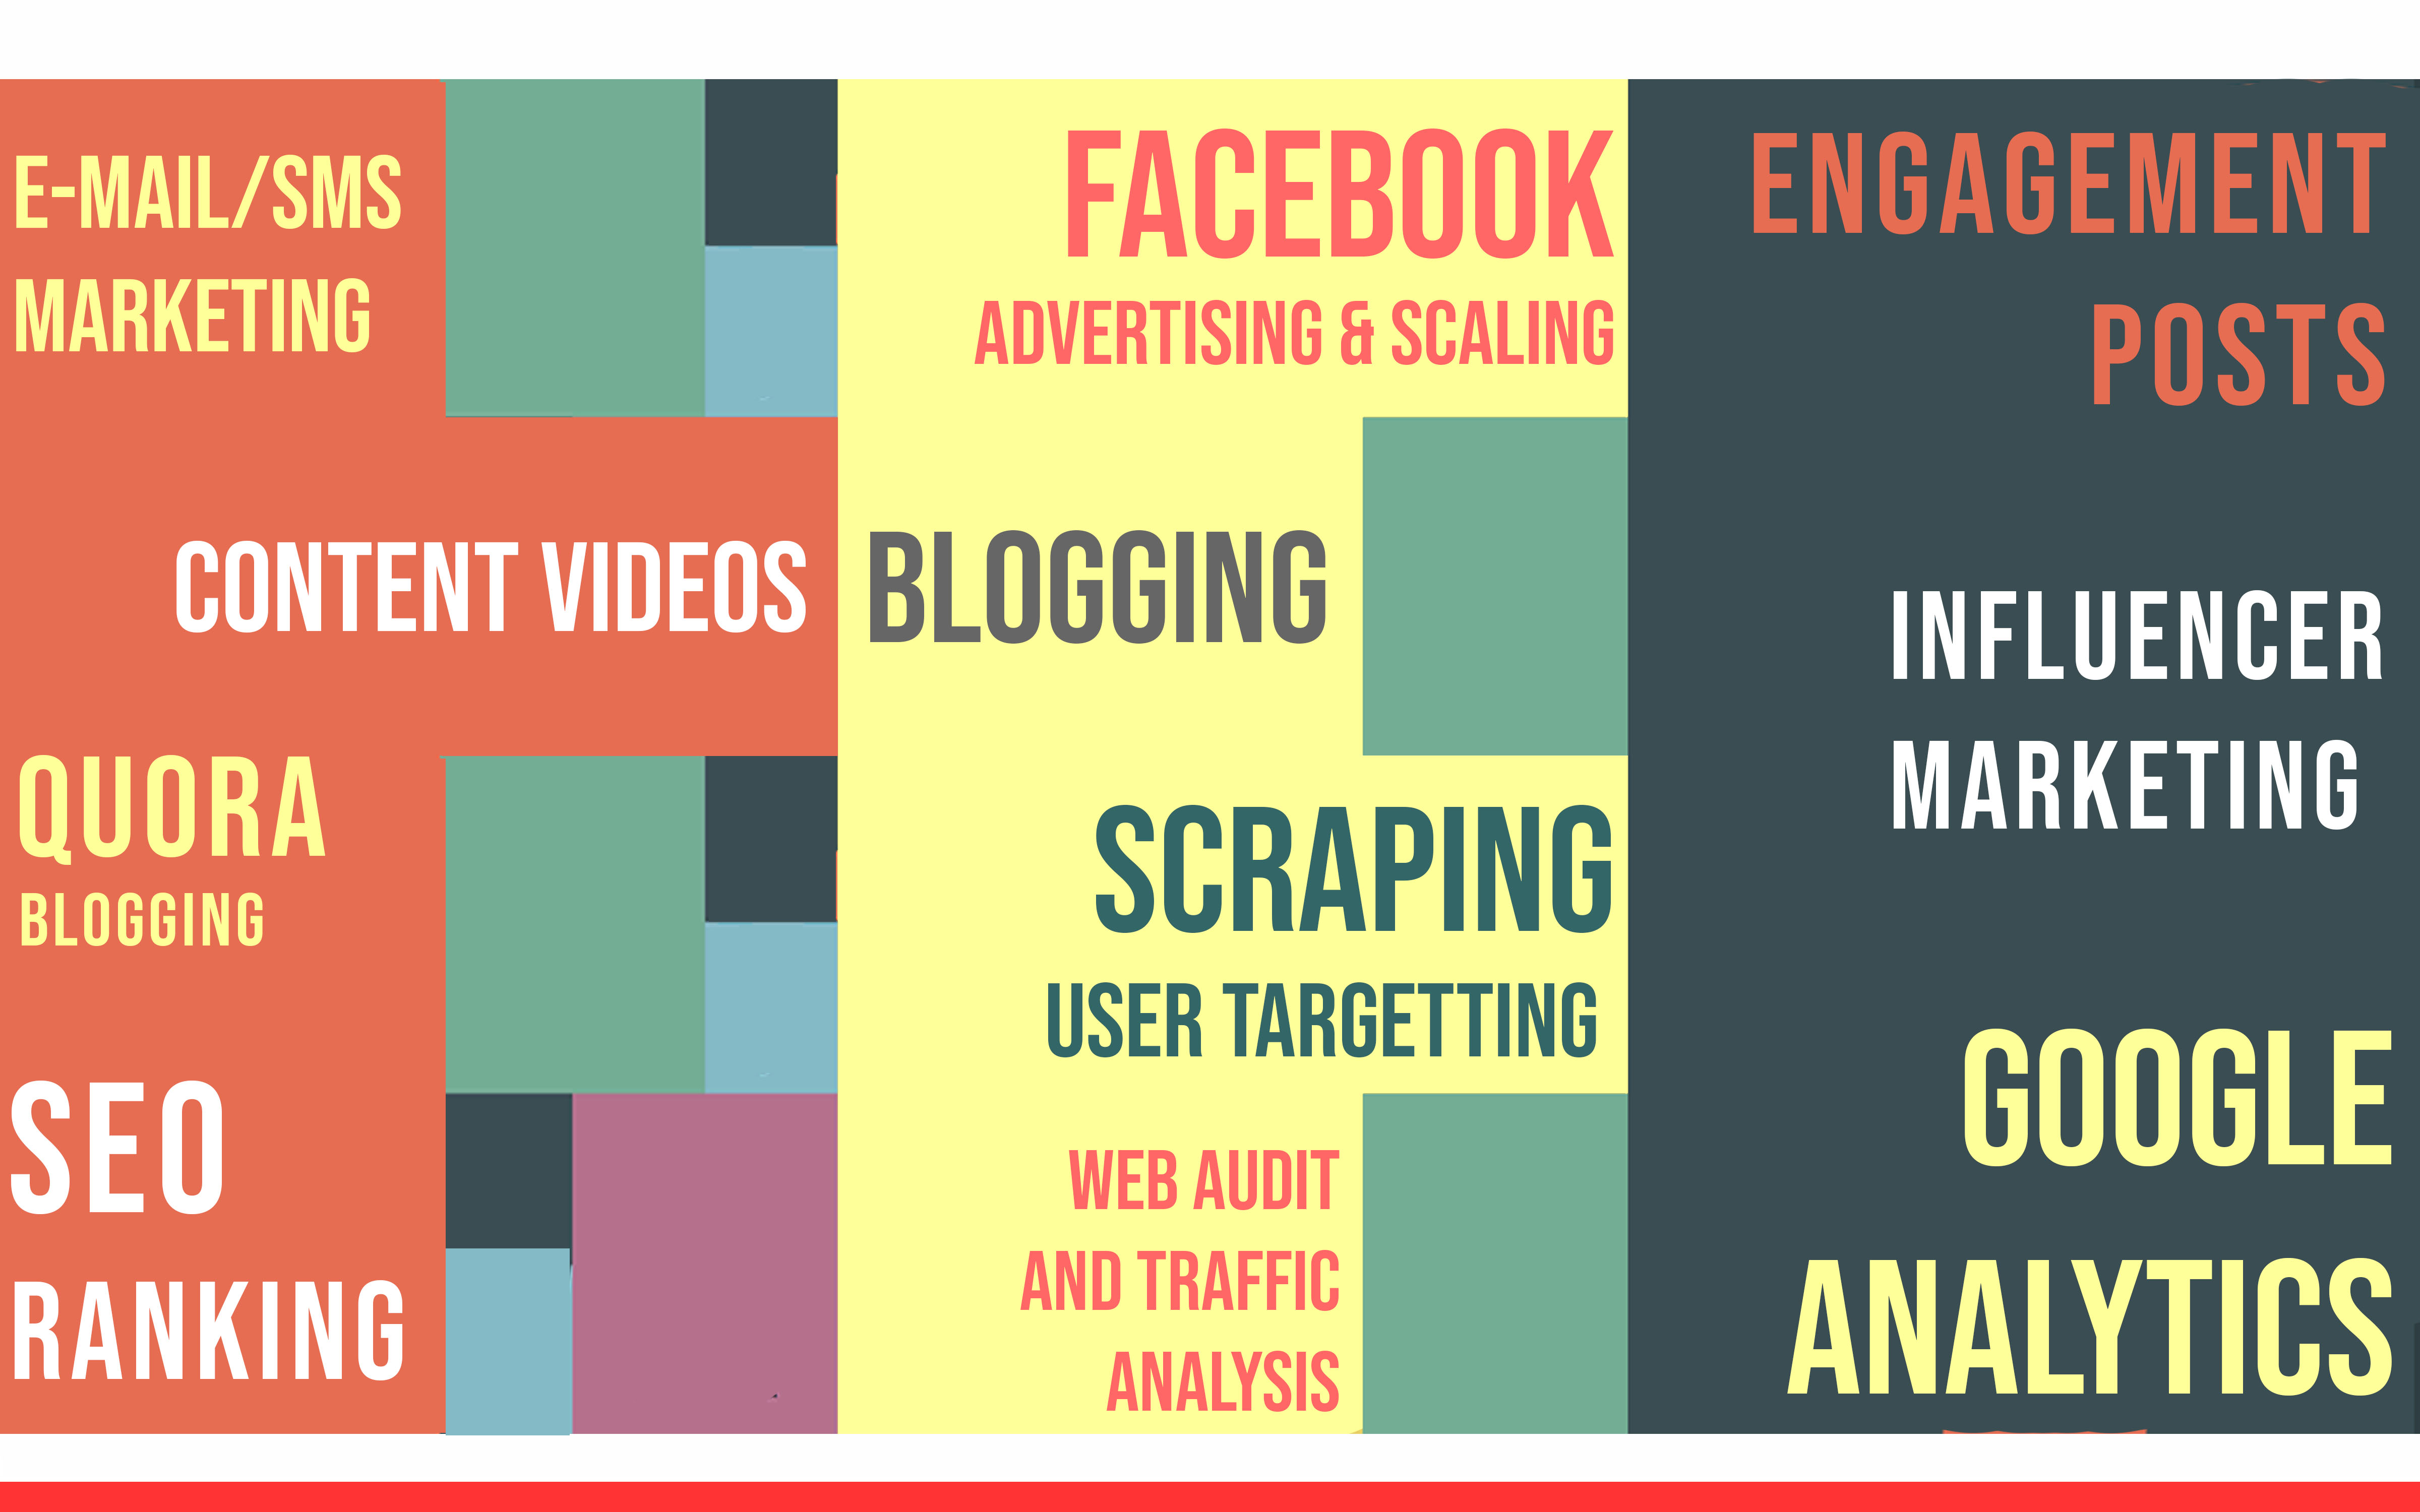 E-MAIL/SMS
MARKETING
CONTENT VIDEOS
QUORA
BLOGGING
SEO
RANKING
FACEBOOK
ADVERTISING & SCALING
BLOGGING
SCRAPING
USER TARGETTING
WEB AUDIT
AND TRAFFIC
ANALYSIS
ENGAGEMENT
POSTS
INFLUENCER
MARKETING
GOOGLE
ANALYTICS